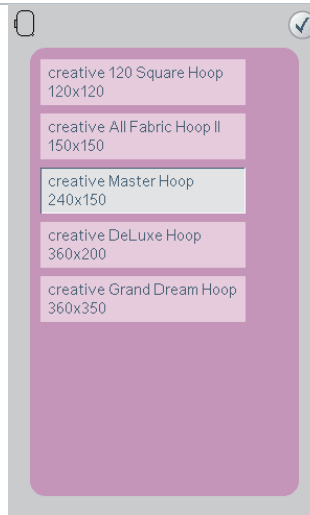 creative 120 Square Hoop
120x120
creative All Fabric Hoop II
150x150
creative Master Hoop
240x150
creative DeLuxe Hoop
360x200
creative Grand Dream Hoop
360x350